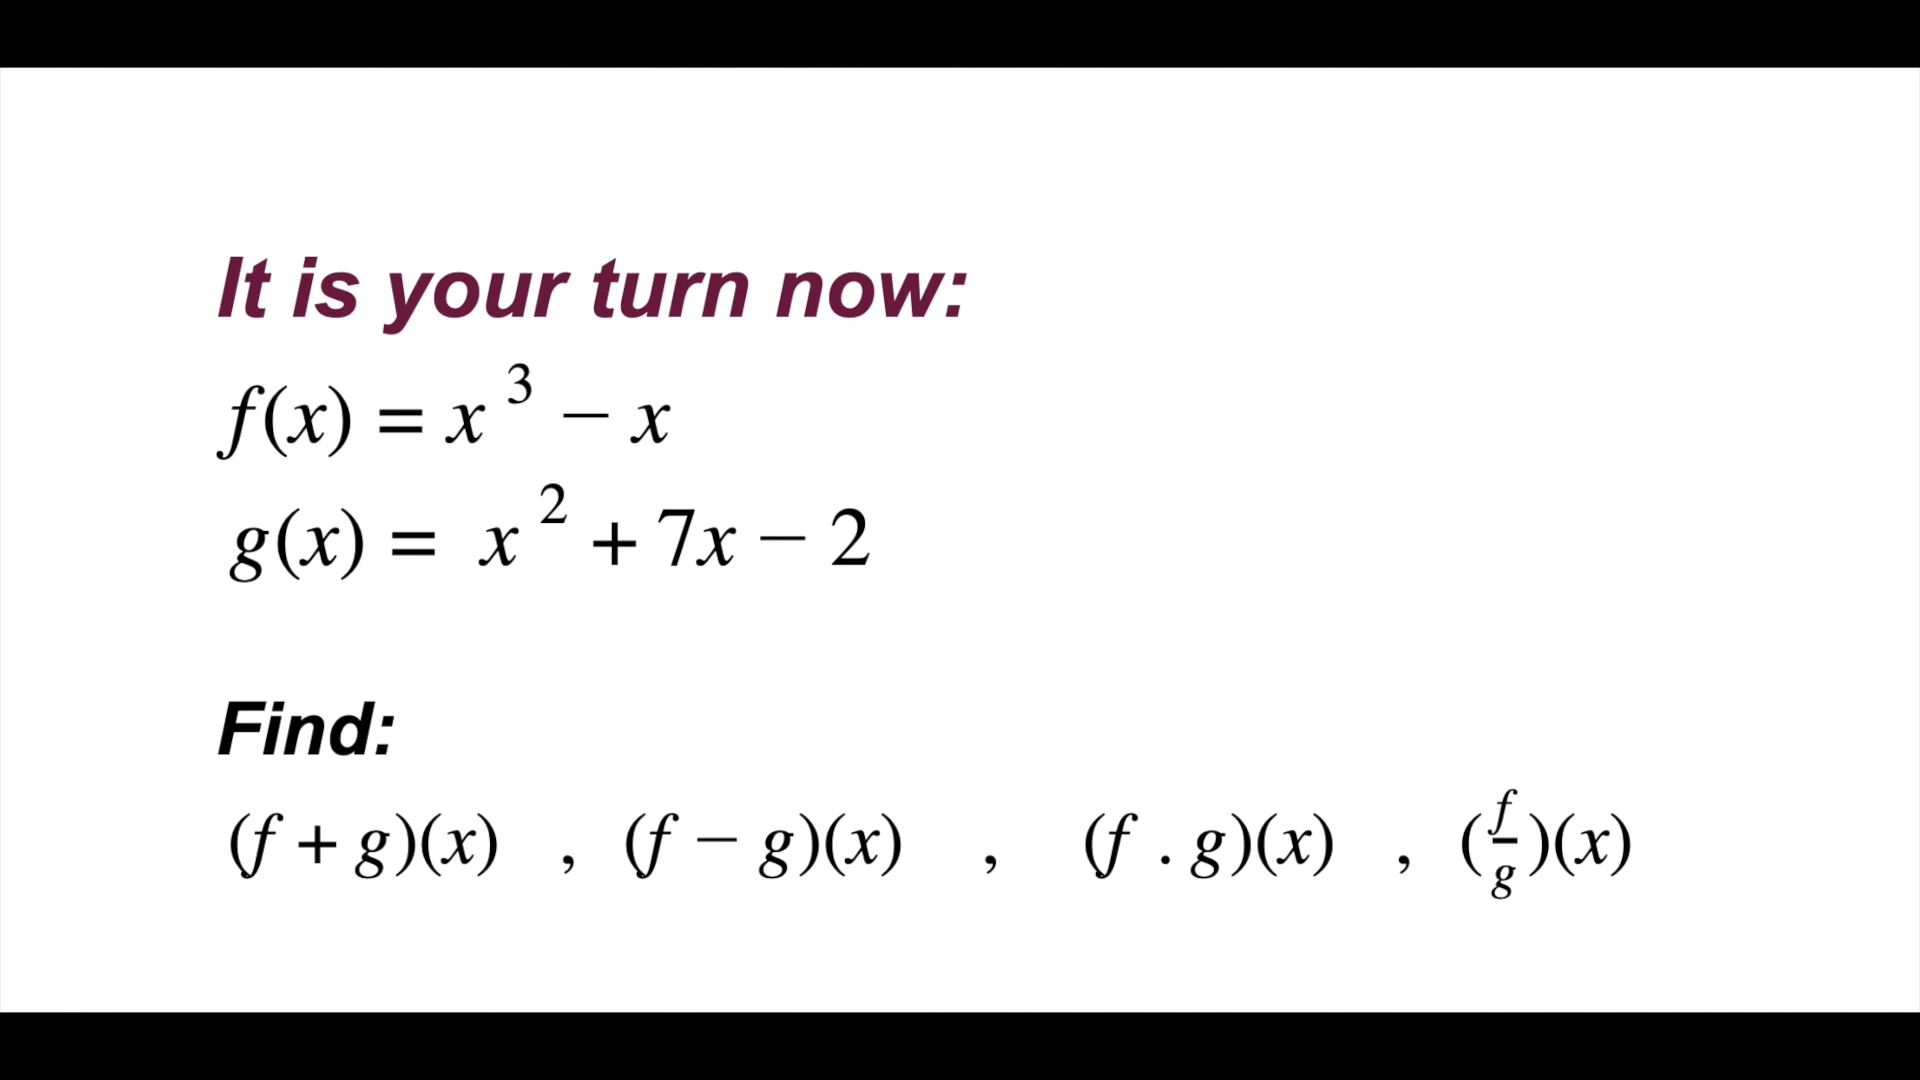 It is your turn now:
f(x) = x³ − x
g(x) = x² + 7x − 2
Find:
(f + g)(x) , (f − g)(x) , (f . g)(x) , (f/g)(x)